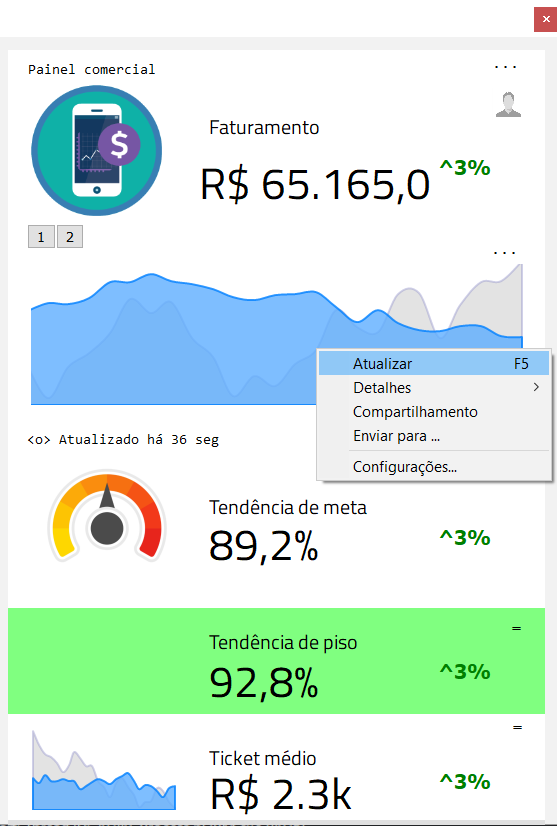 Painel comercial
...
$
Faturamento
R$ 65.165,0
^3%
1 2
...
Atualizar F5
Detalhes >
Compartilhamento
Enviar para ...
Configurações...
<o> Atualizado há 36 seg
Tendência de meta
89,2%
^3%
=
Tendência de piso
92,8%
^3%
=
Ticket médio
R$ 2.3k
^3%